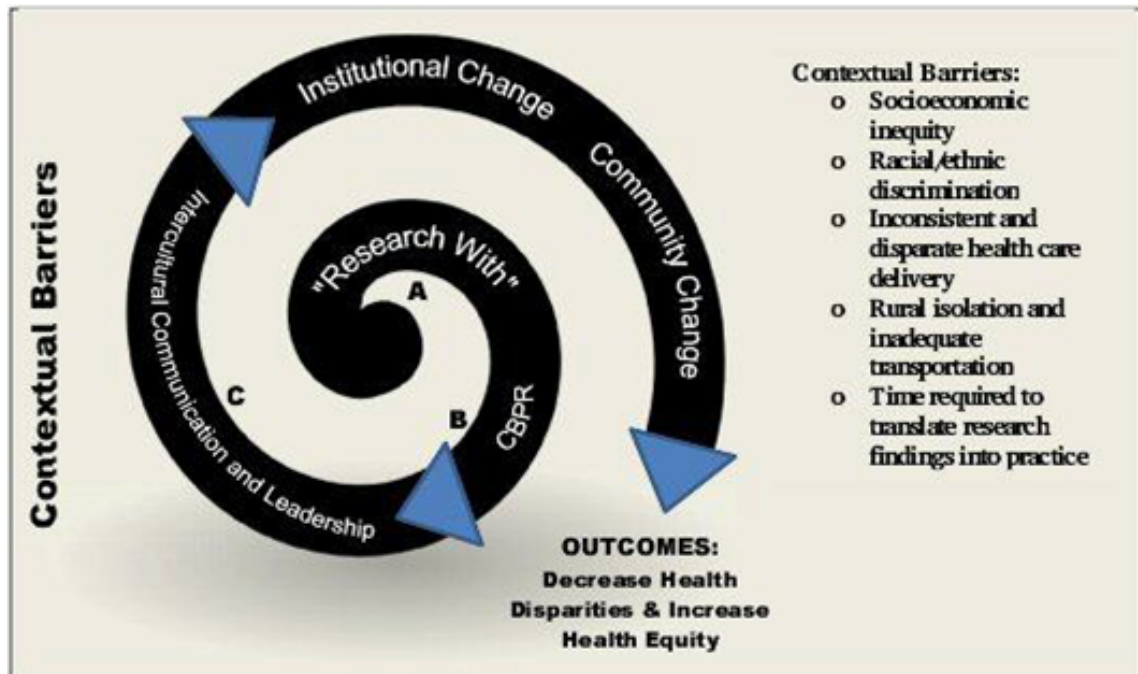 Contextual Barriers
Institutional Change
Community Change
Intercultural Communication and Leadership
"Research With"
A
B
C
CBPR
OUTCOMES:
Decrease Health
Disparities & Increase
Health Equity
Contextual Barriers:
o Socioeconomic
inequity
o Racial/ethnic
discrimination
o Inconsistent and
disparate health care
delivery
o Rural isolation and
inadequate
transportation
o Time required to
translate research
findings into practice